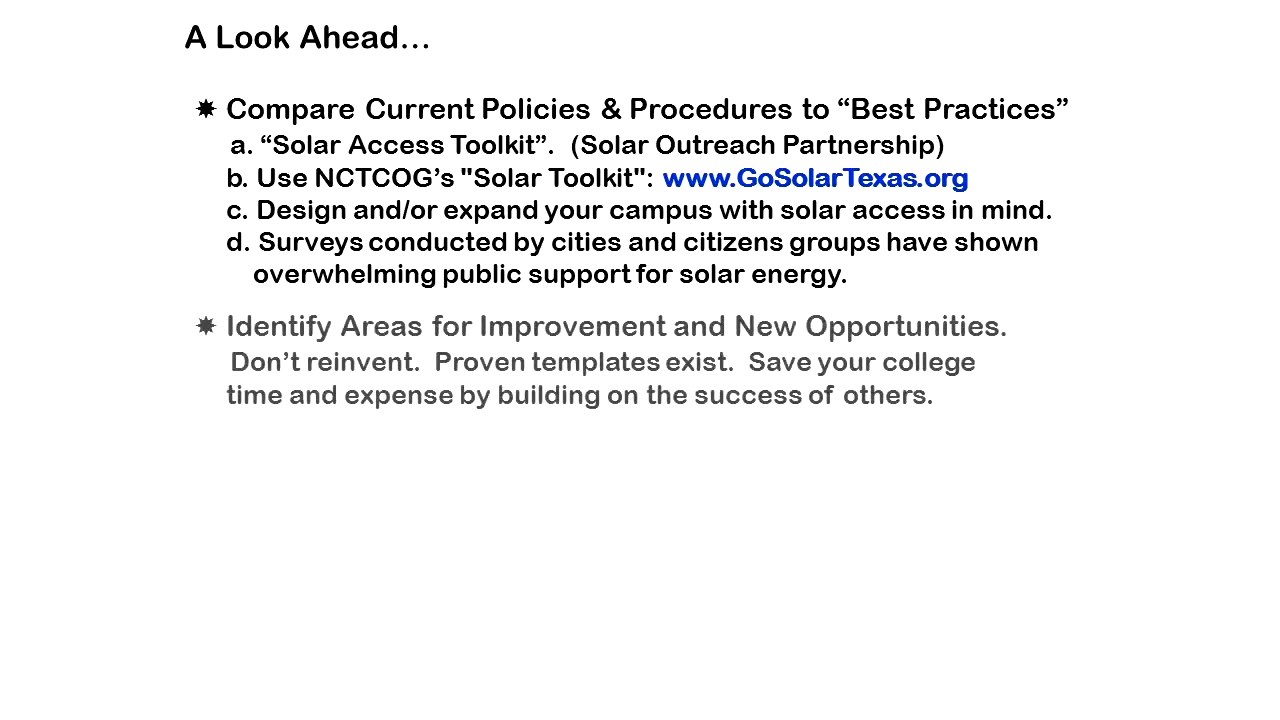 A Look Ahead...
✸ Compare Current Policies & Procedures to “Best Practices”
a. “Solar Access Toolkit”. (Solar Outreach Partnership)
b. Use NCTCOG’s "Solar Toolkit": www.GoSolarTexas.org
c. Design and/or expand your campus with solar access in mind.
d. Surveys conducted by cities and citizens groups have shown
overwhelming public support for solar energy.
✸ Identify Areas for Improvement and New Opportunities.
Don’t reinvent. Proven templates exist. Save your college
time and expense by building on the success of others.